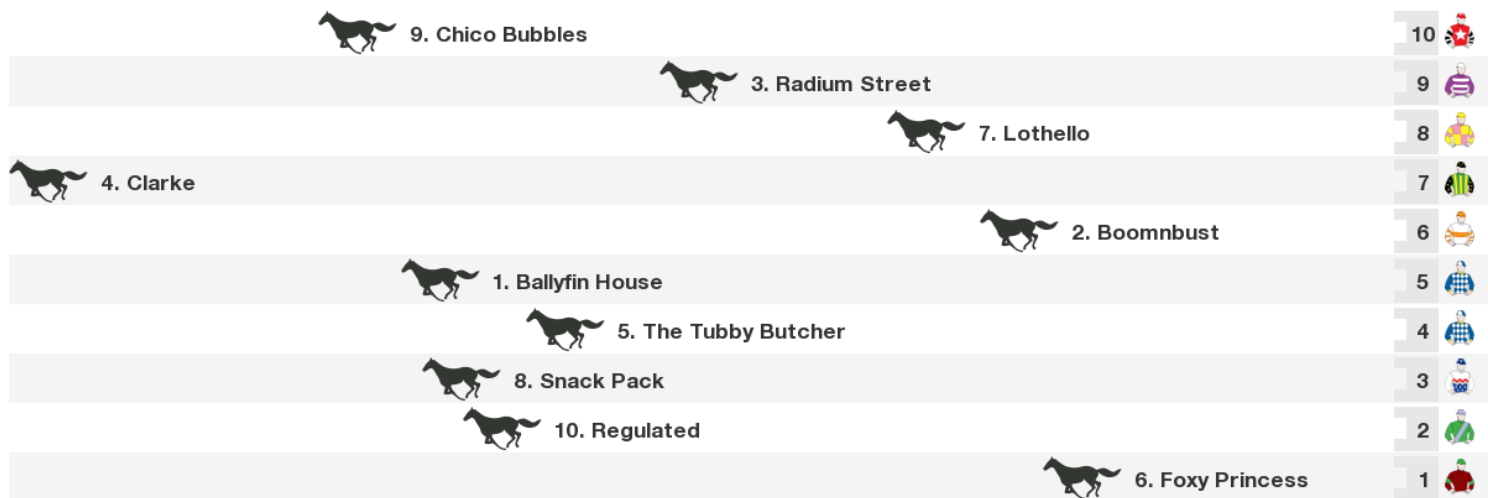 9. Chico Bubbles 10
3. Radium Street 9
7. Lothello 8
4. Clarke 7
2. Boomnbust 6
1. Ballyfin House 5
5. The Tubby Butcher 4
8. Snack Pack 3
10. Regulated 2
6. Foxy Princess 1